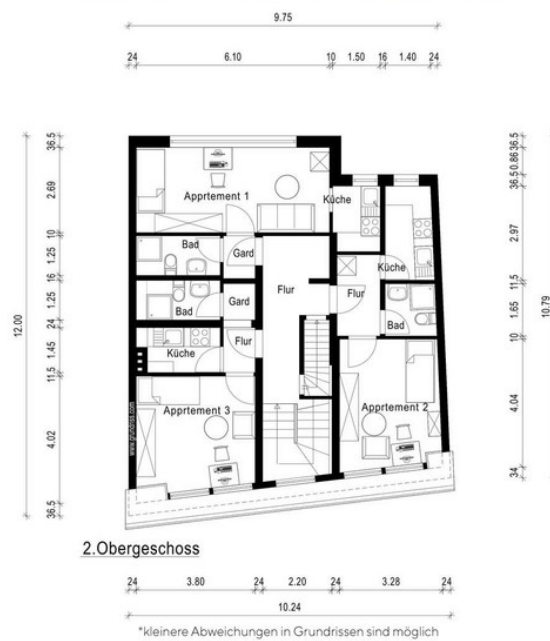 9.75
24 6.10 10 1.50 16 1.40 24
36.5 2.69 10 1.25 16 1.25 24 1.45 11.5 4.02 36.5
12.00
36.5 0.86 36.5 2.97 11.5 1.65 10 4.04 34
10.79
Apprtement 1
Küche
Bad
Gard
Küche
Flur
Flur
Bad
Gard
Bad
Küche
Flur
Apprtement 3
Apprtement 2
www.grundriss.com
2.Obergeschoss
24 3.80 24 2.20 24 3.28 24
10.24
*kleinere Abweichungen in Grundrissen sind möglich